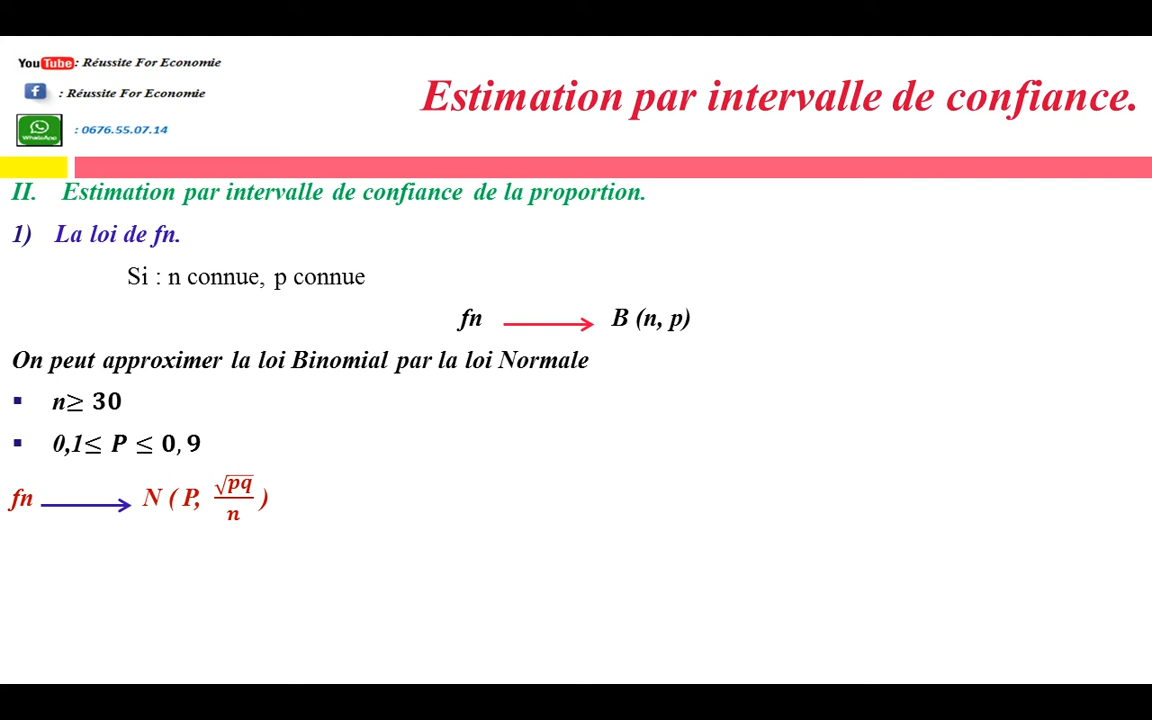 YouTube : Réussite For Economie
f : Réussite For Economie
WhatsApp : 0676.55.07.14
Estimation par intervalle de confiance.
II. Estimation par intervalle de confiance de la proportion.
1) La loi de fn.
Si : n connue, p connue
fn ⟶ B (n, p)
On peut approximer la loi Binomial par la loi Normale
▪ n≥ 30
▪ 0,1≤ P ≤ 0, 9
fn ⟶ N ( P, √pq/n )